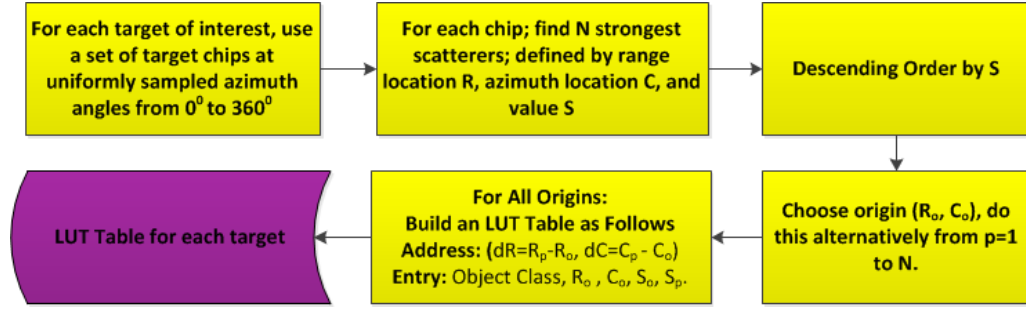 For each target of interest, use
a set of target chips at
uniformly sampled azimuth
angles from 0⁰ to 360⁰
For each chip; find N strongest
scatterers; defined by range
location R, azimuth location C, and
value S
Descending Order by S
Choose origin (Rₒ, Cₒ), do
this alternatively from p=1
to N.
For All Origins:
Build an LUT Table as Follows
Address: (dR=Rₚ-Rₒ, dC=Cₚ - Cₒ)
Entry: Object Class, Rₒ , Cₒ, Sₒ, Sₚ.
LUT Table for each target